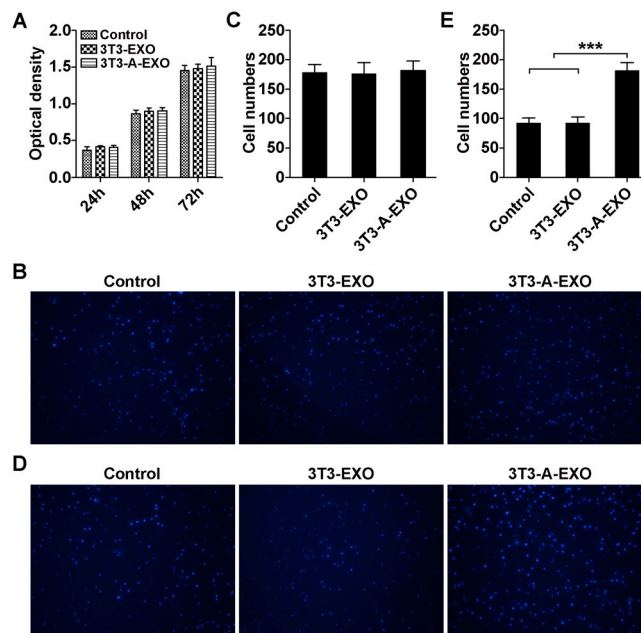 A
Optical density
2.0
1.5
1.0
0.5
0.0
Control
3T3-EXO
3T3-A-EXO
24h
48h
72h
C
Cell numbers
250
200
150
100
50
0
Control
3T3-EXO
3T3-A-EXO
E
Cell numbers
250
200
150
100
50
0
***
Control
3T3-EXO
3T3-A-EXO
B
Control
3T3-EXO
3T3-A-EXO
D
Control
3T3-EXO
3T3-A-EXO